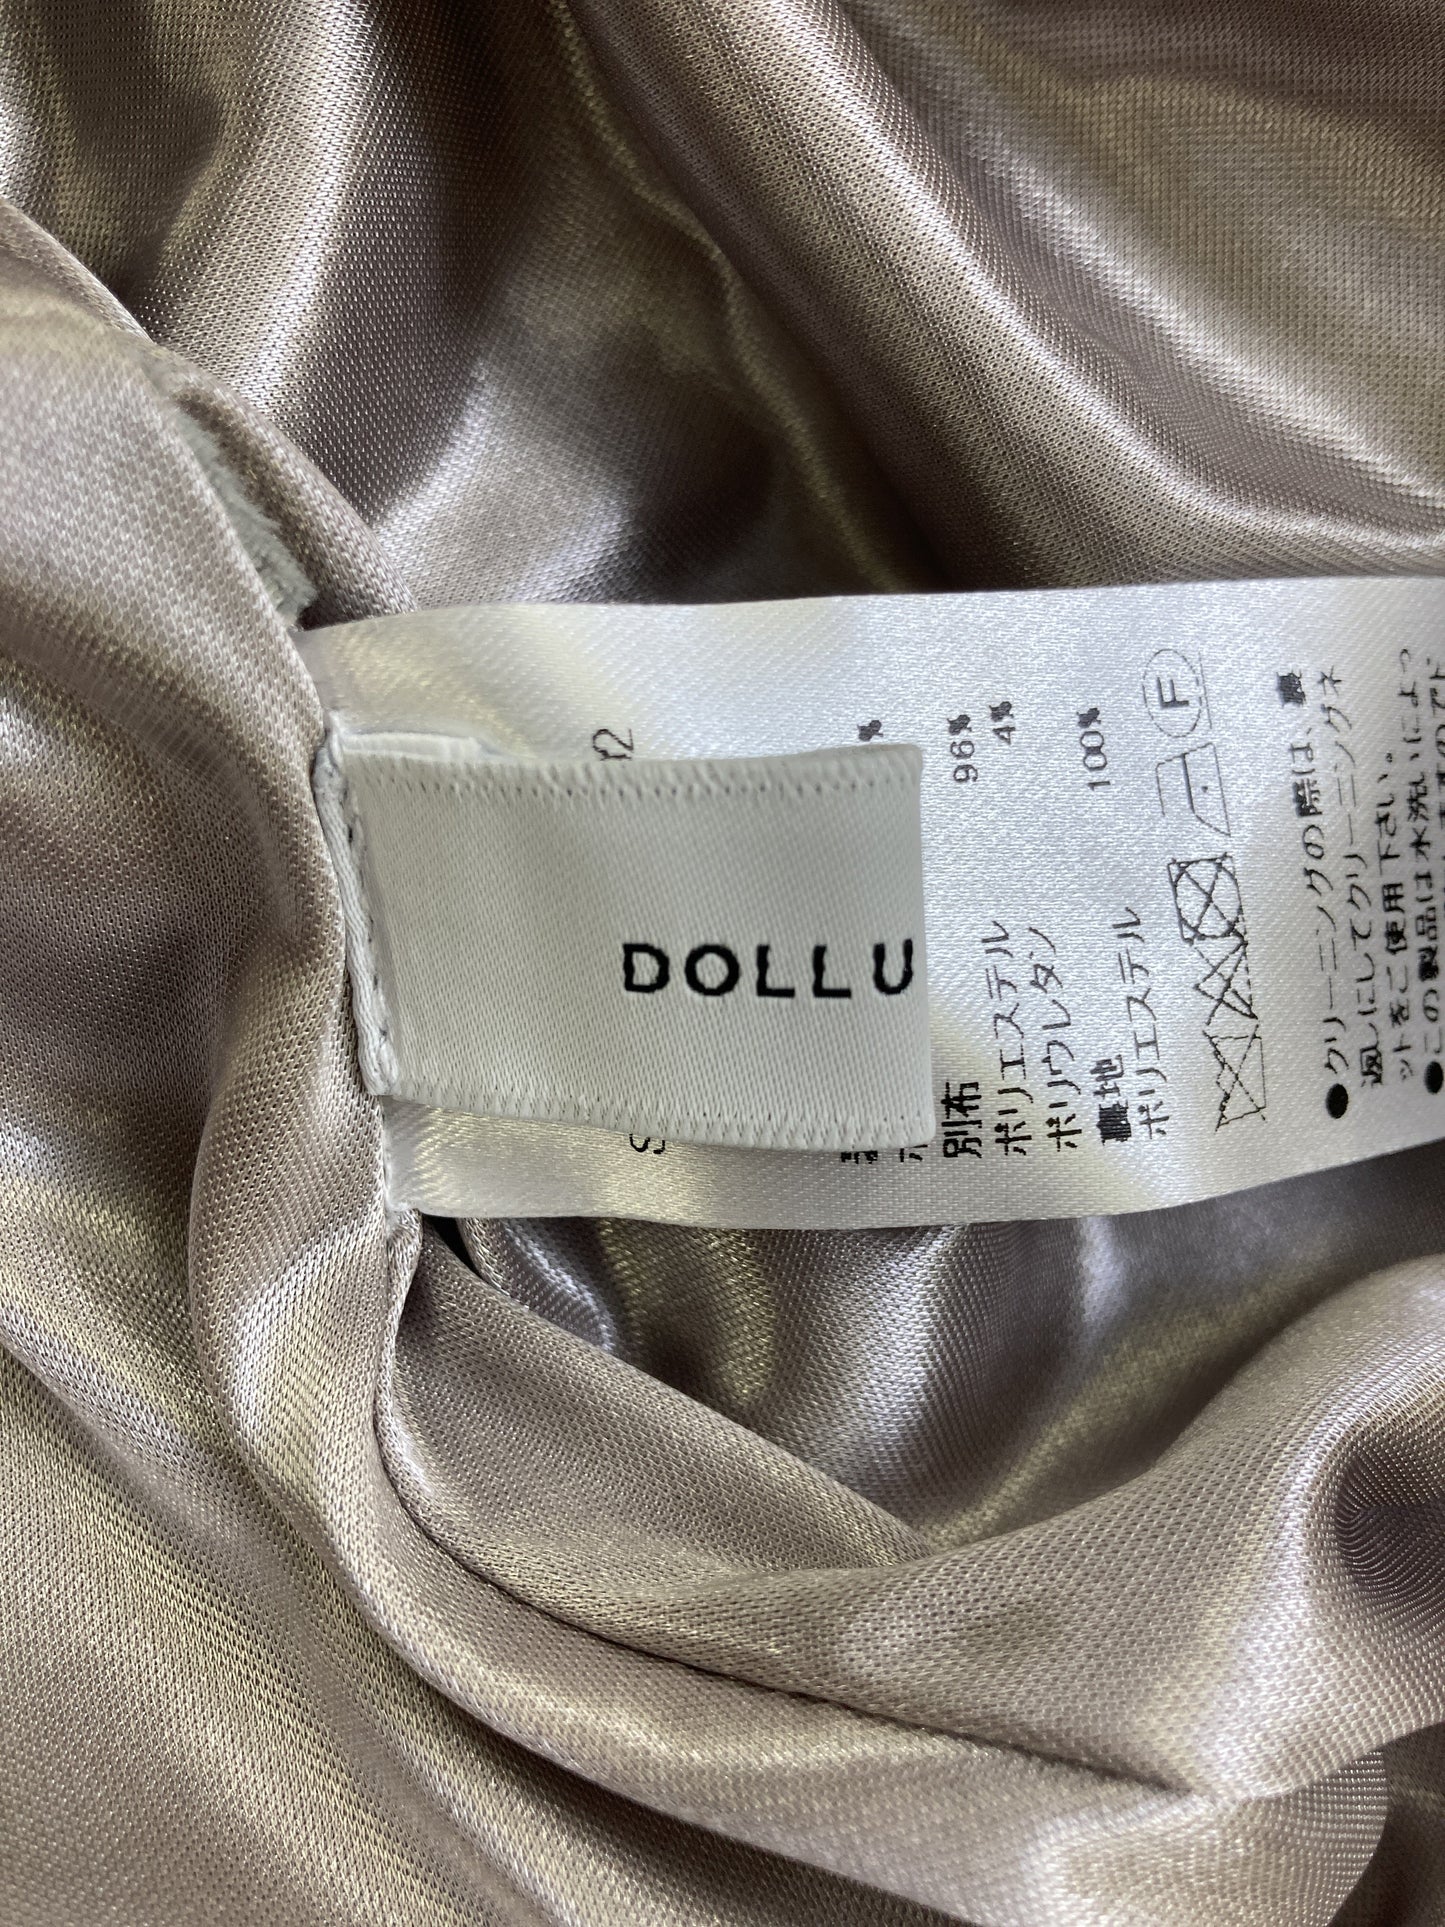 DOLLU
別布
ポリエステル 96%
ポリウレタン 4%
裏地
ポリエステル 100%
F
●クリーニングの際は、裏
返しにしてクリーニングネ
ットをご使用下さい。
●この製品は水洗いによっ